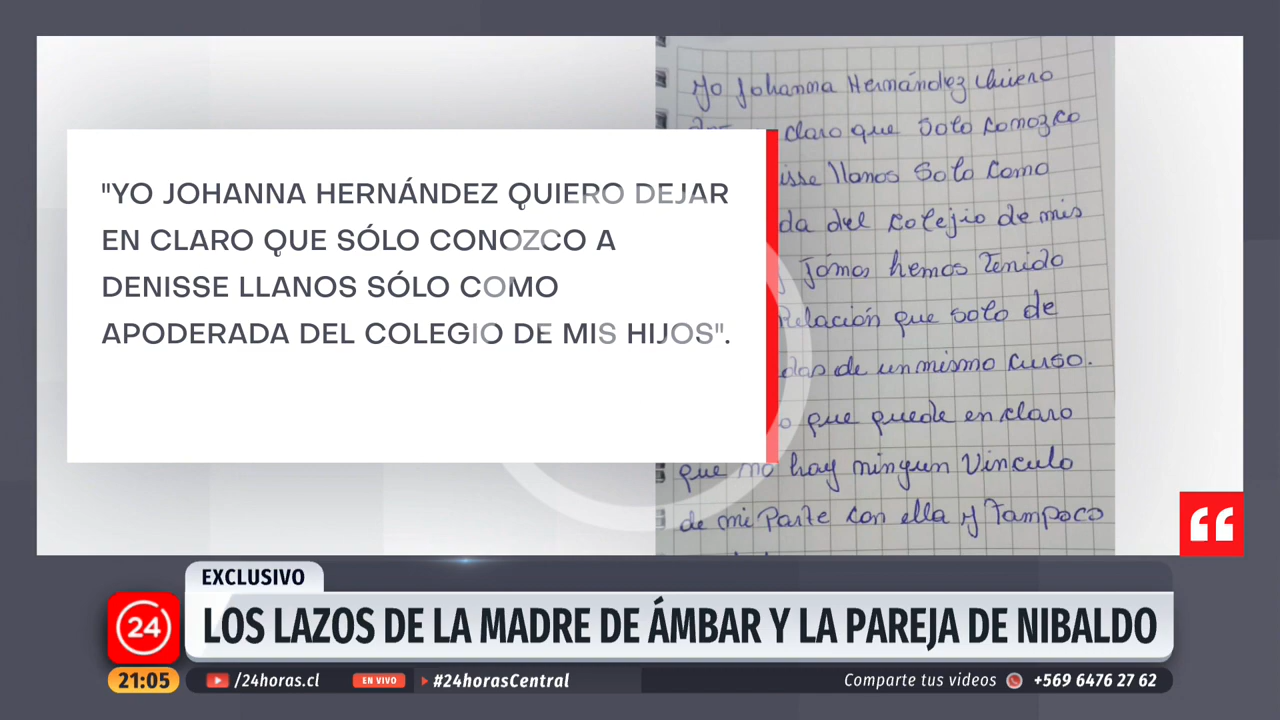 "YO JOHANNA HERNÁNDEZ QUIERO DEJAR
EN CLARO QUE SÓLO CONOZCO A
DENISSE LLANOS SÓLO COMO
APODERADA DEL COLEGIO DE MIS HIJOS".
Yo Johanna Hernández Quiero
claro que solo conozco
llanos Solo Como
del colejio de mis
Jamas hemos Tenido
Relación que solo de
de un mismo curso.
que quede en claro
que no hay ningun Vinculo
de mi Parte con ella y Tampoco
EXCLUSIVO
24
LOS LAZOS DE LA MADRE DE ÁMBAR Y LA PAREJA DE NIBALDO
21:05
/24horas.cl
EN VIVO
#24horasCentral
Comparte tus videos
+569 6476 27 62